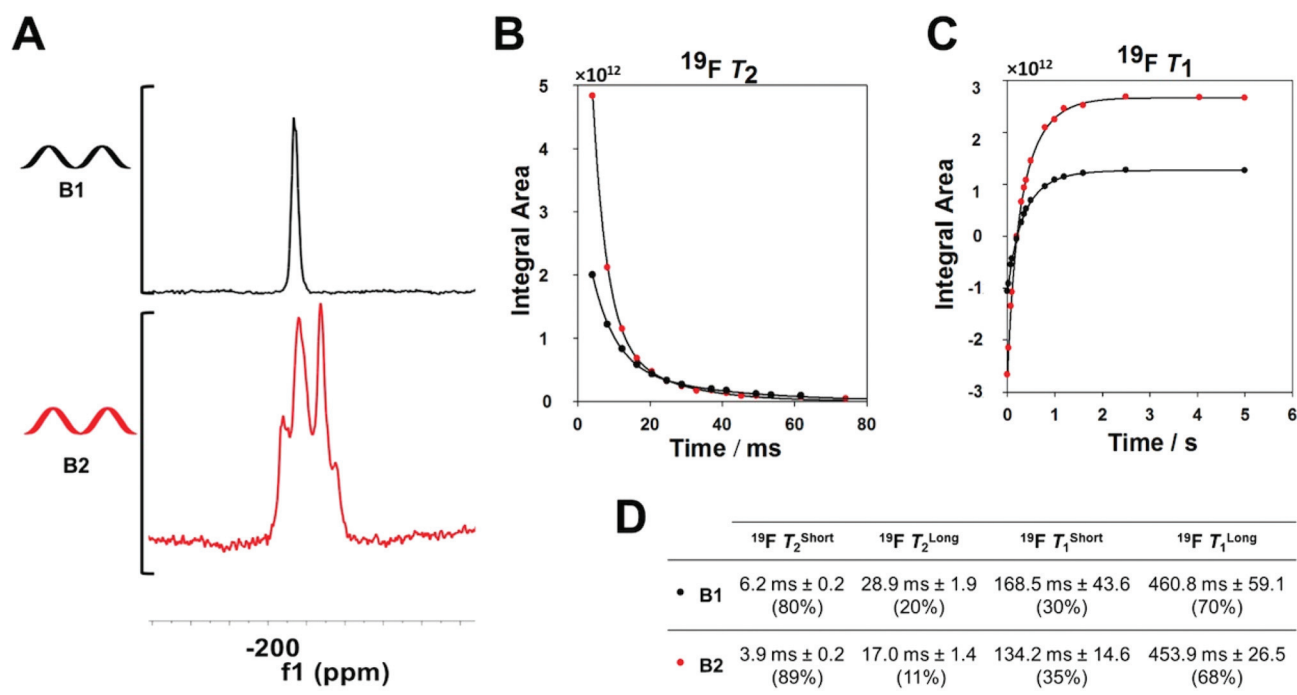 A
B1
B2
-200
f1 (ppm)
B
19F T2
×10^12
5
4
3
2
1
0
Integral Area
0
20
40
60
80
Time / ms
C
19F T1
×10^12
3
2
1
0
-1
-2
-3
Integral Area
0
1
2
3
4
5
6
Time / s
D
19F T2Short 19F T2Long 19F T1Short 19F T1Long
B1 6.2 ms ± 0.2 28.9 ms ± 1.9 168.5 ms ± 43.6 460.8 ms ± 59.1
(80%) (20%) (30%) (70%)
B2 3.9 ms ± 0.2 17.0 ms ± 1.4 134.2 ms ± 14.6 453.9 ms ± 26.5
(89%) (11%) (35%) (68%)